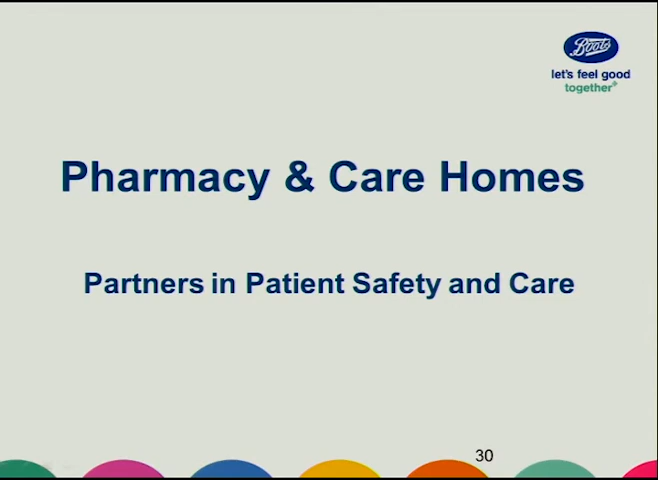 Boots
let's feel good
together+
Pharmacy & Care Homes
Partners in Patient Safety and Care
30